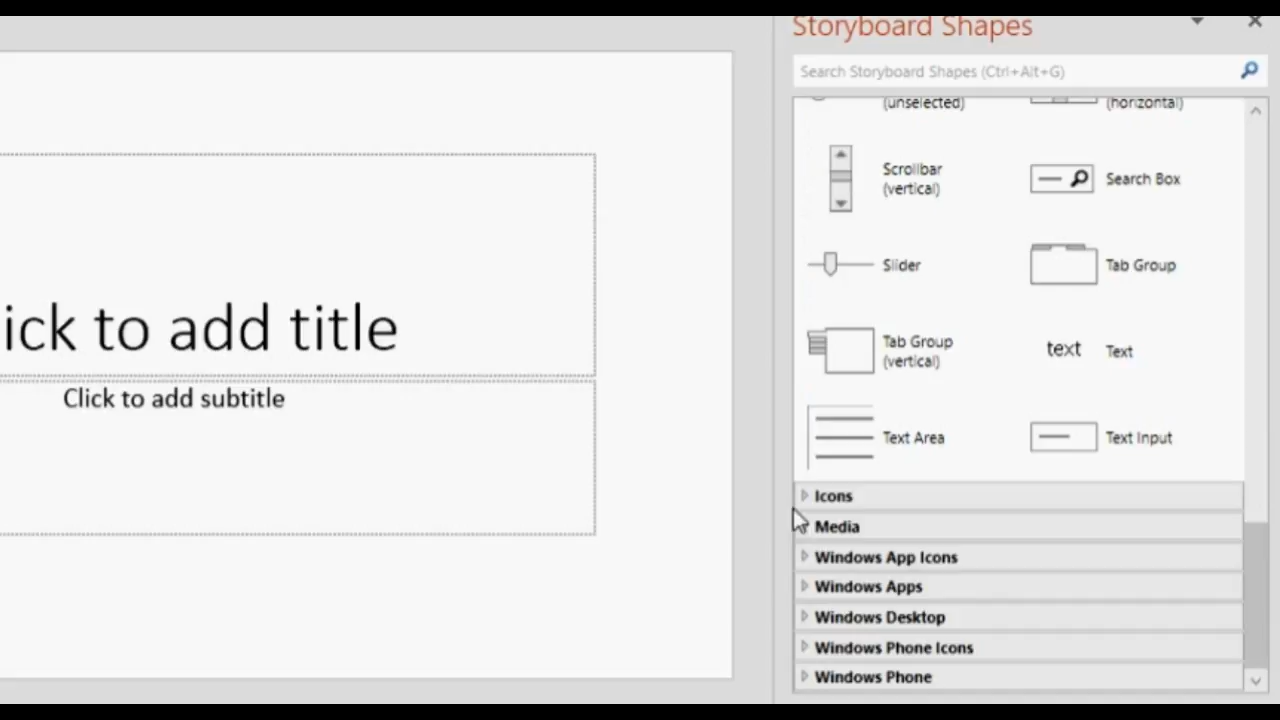 Storyboard Shapes
Search Storyboard Shapes (Ctrl+Alt+G)
(unselected)
(horizontal)
Scrollbar
(vertical)
Search Box
Slider
Tab Group
Tab Group
(vertical)
text
Text
Text Area
Text Input
Icons
Media
Windows App Icons
Windows Apps
Windows Desktop
Windows Phone Icons
Windows Phone
ick to add title
Click to add subtitle